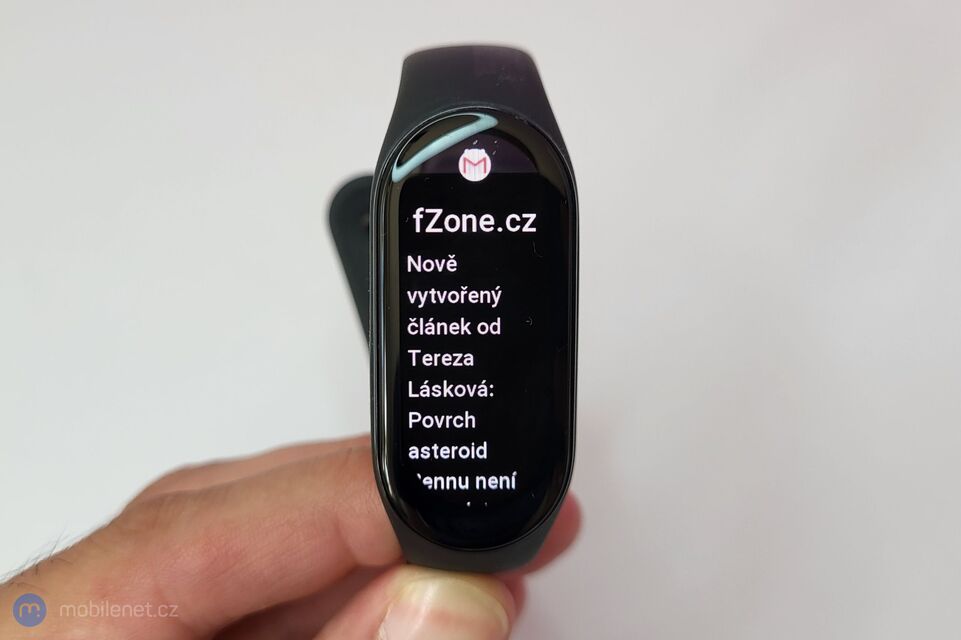 fZone.cz
Nově
vytvořený
článek od
Tereza
Lásková:
Povrch
asteroid
není
mobilenet.cz